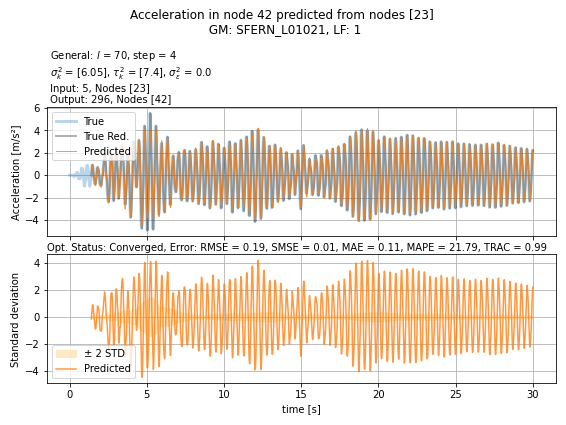 Acceleration in node 42 predicted from nodes [23]
GM: SFERN_L01021, LF: 1
General: l = 70, step = 4
σ²ₖ = [6.05], τ²ₖ = [7.4], σ²ε = 0.0
Input: 5, Nodes [23]
Output: 296, Nodes [42]
Acceleration [m/s²]
6
4
2
0
−2
−4
True
True Red.
Predicted
Opt. Status: Converged, Error: RMSE = 0.19, SMSE = 0.01, MAE = 0.11, MAPE = 21.79, TRAC = 0.99
Standard deviation
4
2
0
−2
−4
± 2 STD
Predicted
0 5 10 15 20 25 30
time [s]